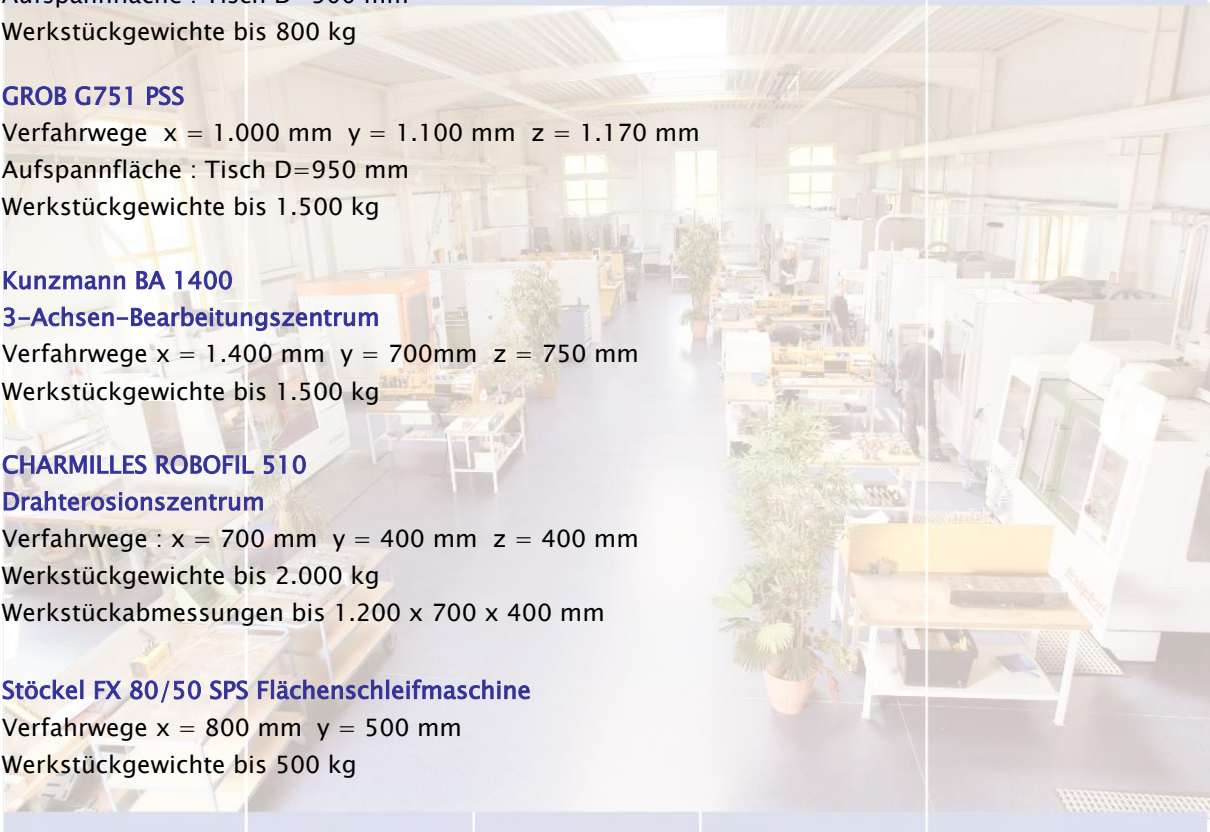 Werkstückgewichte bis 800 kg
GROB G751 PSS
Verfahrwege x = 1.000 mm y = 1.100 mm z = 1.170 mm
Aufspannfläche : Tisch D=950 mm
Werkstückgewichte bis 1.500 kg
Kunzmann BA 1400
3-Achsen-Bearbeitungszentrum
Verfahrwege x = 1.400 mm y = 700mm z = 750 mm
Werkstückgewichte bis 1.500 kg
CHARMILLES ROBOFIL 510
Drahterosionszentrum
Verfahrwege : x = 700 mm y = 400 mm z = 400 mm
Werkstückgewichte bis 2.000 kg
Werkstückabmessungen bis 1.200 x 700 x 400 mm
Stöckel FX 80/50 SPS Flächenschleifmaschine
Verfahrwege x = 800 mm y = 500 mm
Werkstückgewichte bis 500 kg